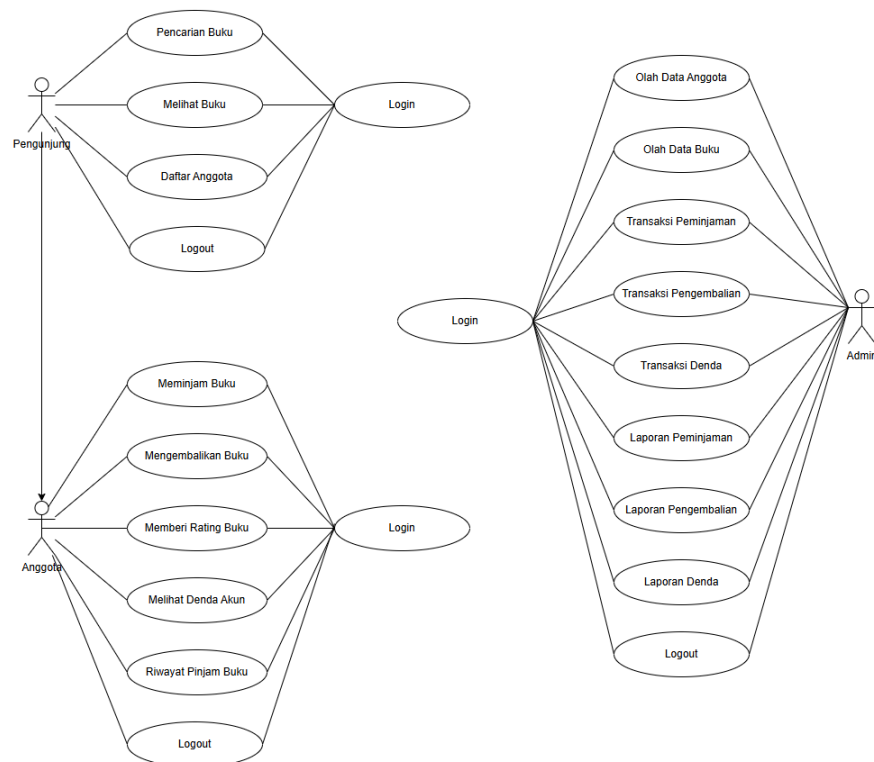 Pencarian Buku
Melihat Buku
Login
Pengunjung
Daftar Anggota
Logout
Meminjam Buku
Mengembalikan Buku
Memberi Rating Buku
Login
Anggota
Melihat Denda Akun
Riwayat Pinjam Buku
Logout
Olah Data Anggota
Olah Data Buku
Transaksi Peminjaman
Transaksi Pengembalian
Login
Admin
Transaksi Denda
Laporan Peminjaman
Laporan Pengembalian
Laporan Denda
Logout